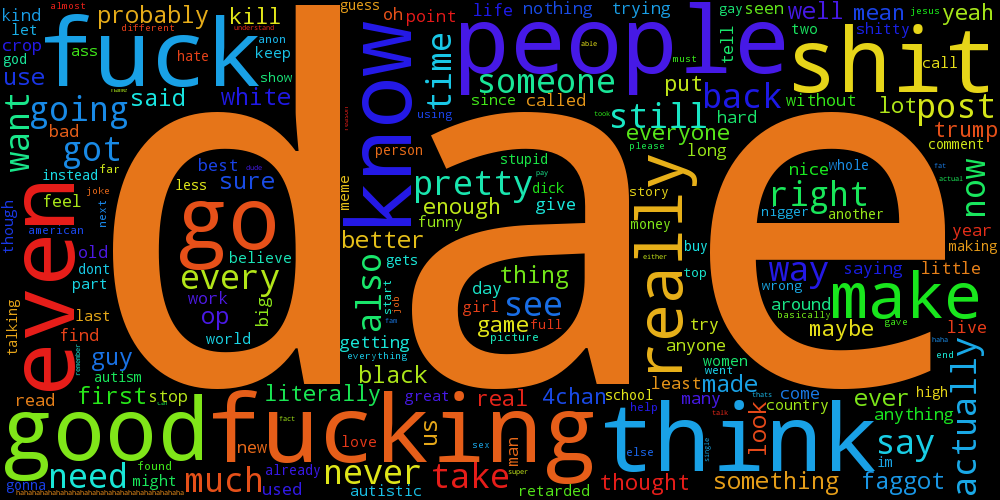 dae
fuck
people
shit
know
even
good
fucking
think
go
make
really
probably
kill
guess
oh
point
life
nothing
trying
gay
seen
well
mean
jesus
yeah
kind
let
almost
different
understand
anon
crop
god
ass
hate
keep
show
use
said
white
time
someone
put
tell
two
shitty
call
able
must
since
called
back
without
lot
post
using
took
still
hard
please
everyone
long
trump
comment
want
going
bad
got
instead
far
person
stupid
pay
pretty
dick
enough
give
funny
story
money
nice
whole
right
fat
actual
now
nigger
another
year
making
best
dude
less
sure
feel
joke
next
though
american
meme
better
also
gets
either
buy
top
way
saying
little
wrong
old
dont
part
every
believe
work
op
big
world
start
job
fam
day
girl
thing
see
game
full
picture
try
anyone
around
basically
maybe
gave
live
haha
end
talking
last
find
remember
guy
autism
getting
everything
black
women
went
least
made
many
thats
come
country
ever
high
anything
actually
read
first
stop
literally
great
real
4chan
school
help
talk
look
say
im
fact
new
love
us
man
sex
else
single
need
found
might
gonna
much
already
used
never
autistic
take
super
retarded
thought
something
faggot
hahahahahahahahahahahahahahahahahahahahaha